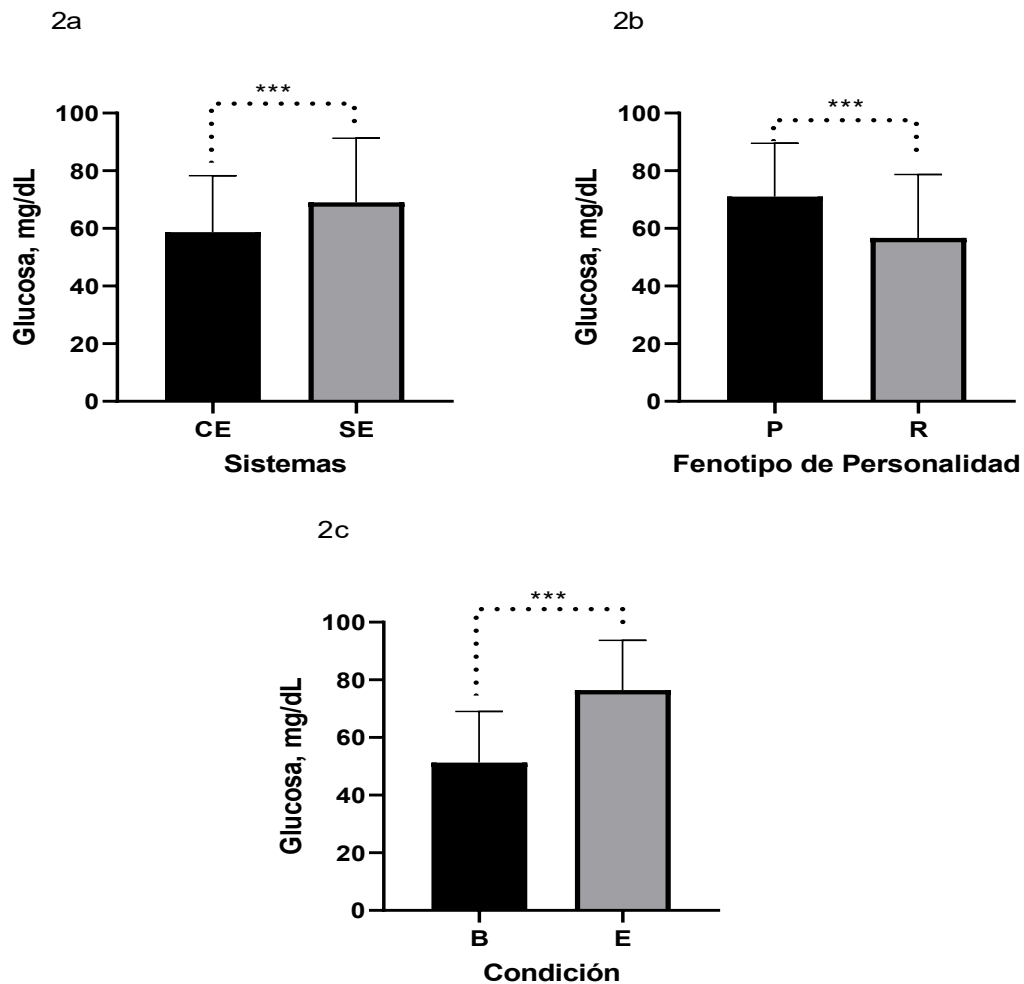 2a
***
100
80
60
40
20
0
Glucosa, mg/dL
CE SE
Sistemas
2b
***
100
80
60
40
20
0
Glucosa, mg/dL
P R
Fenotipo de Personalidad
2c
***
100
80
60
40
20
0
Glucosa, mg/dL
B E
Condición